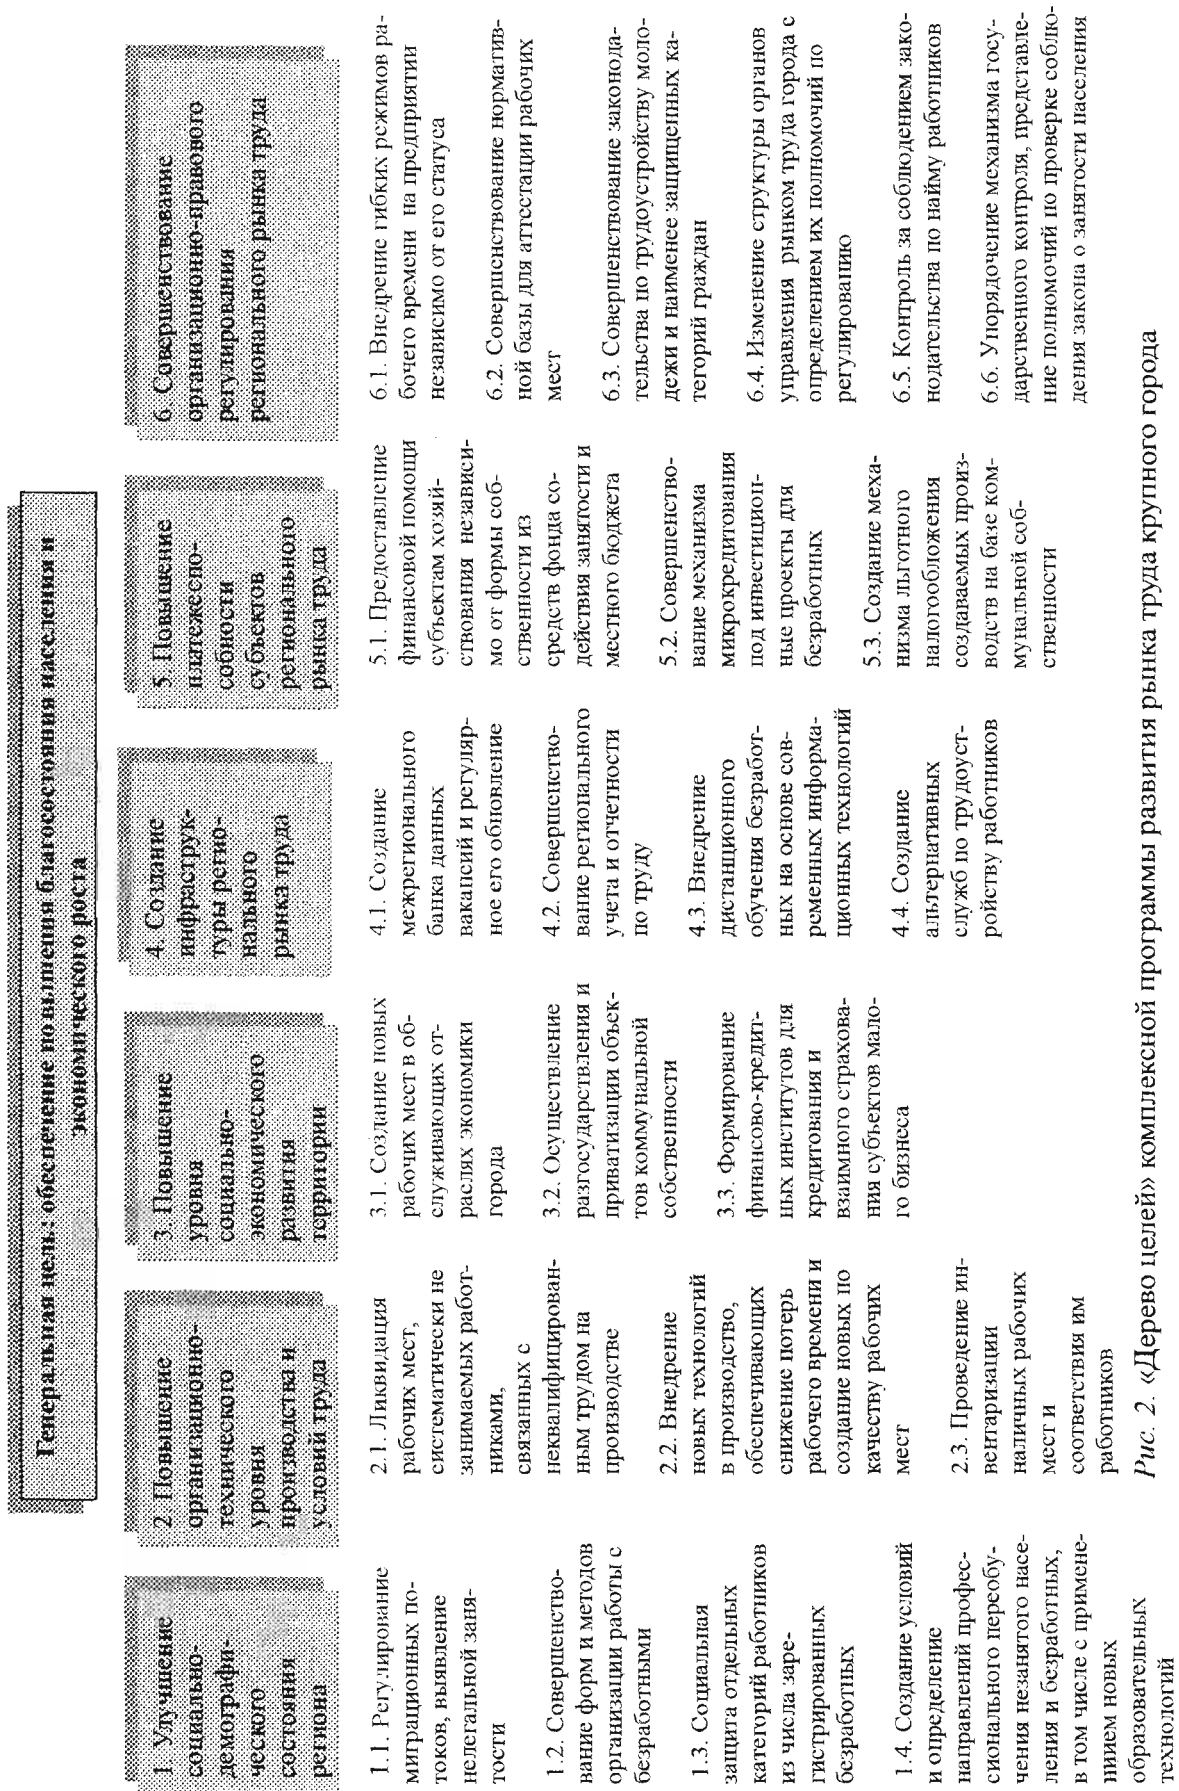 Генеральная цель: обеспечение повышения благосостояния населения и
экономического роста
1. Улучшение
социально-
демографи-
ческого
состояния
региона
1.1. Регулирование
миграционных по-
токов, выявление
нелегальной заня-
тости
1.2. Совершенство-
вание форм и методов
организации работы с
безработными
1.3. Социальная
защита отдельных
категорий работников
из числа заре-
гистрированных
безработных
1.4. Создание условий
и определение
направлений профес-
сионального переобу-
чения незанятого насе-
ления и безработных,
в том числе с примене-
нием новых
образовательных
технологий
2 Повышение
организационно-
технического
уровня
производства и
условий труда
2.1. Ликвидация
рабочих мест,
систематически не
занимаемых работ-
никами,
связанных с
неквалифицирован-
ным трудом на
производстве
2.2. Внедрение
новых технологий
в производство,
обеспечивающих
снижение потерь
рабочего времени и
создание новых по
качеству рабочих
мест
2.3. Проведение ин-
вентаризации
наличных рабочих
мест и
соответствия им
работников
3. Повышение
уровня
социально-
экономического
развития
территории
3.1. Создание новых
рабочих мест в об-
служивающих от-
раслях экономики
города
3.2. Осуществление
разгосударствления и
приватизации объек-
тов коммунальной
собственности
3.3. Формирование
финансово-кредит-
ных институтов для
кредитования и
взаимного страхова-
ния субъектов мало-
го бизнеса
4. Создание
инфраструк-
туры регио-
нального
рынка труда
4.1. Создание
межрегионального
банка данных
вакансий и регуляр-
ное его обновление
4.2. Совершенство-
вание регионального
учета и отчетности
по труду
4.3. Внедрение
дистанционного
обучения безработ-
ных на основе сов-
ременных информа-
ционных технологий
4.4. Создание
альтернативных
служб по трудоуст-
ройству работников
5 Повышение
платежеспо-
собности
субъектов
регионального
рынка труда
5.1. Предоставление
финансовой помощи
субъектам хозяй-
ствования независи-
мо от формы соб-
ственности из
средств фонда со-
действия занятости и
местного бюджета
5.2. Совершенство-
вание механизма
микрокредитования
под инвестицион-
ные проекты для
безработных
5.3. Создание меха-
низма льготного
налогообложения
создаваемых произ-
водств на базе ком-
мунальной соб-
ственности
6 Совершенствование
организационно-правового
регулирования
регионального рынка труда
6.1. Внедрение гибких режимов ра-
бочего времени на предприятии
независимо от его статуса
6.2. Совершенствование норматив-
ной базы для аттестации рабочих
мест
6.3. Совершенствование законода-
тельства по трудоустройству моло-
дежи и наименее защищенных ка-
тегорий граждан
6.4. Изменение структуры органов
управления рынком труда города с
определением их полномочий по
регулированию
6.5. Контроль за соблюдением зако-
нодательства по найму работников
6.6. Упорядочение механизма госу-
дарственного контроля, представле-
ние полномочий по проверке соблю-
дения закона о занятости населения
Рис. 2. «Дерево целей» комплексной программы развития рынка труда крупного города